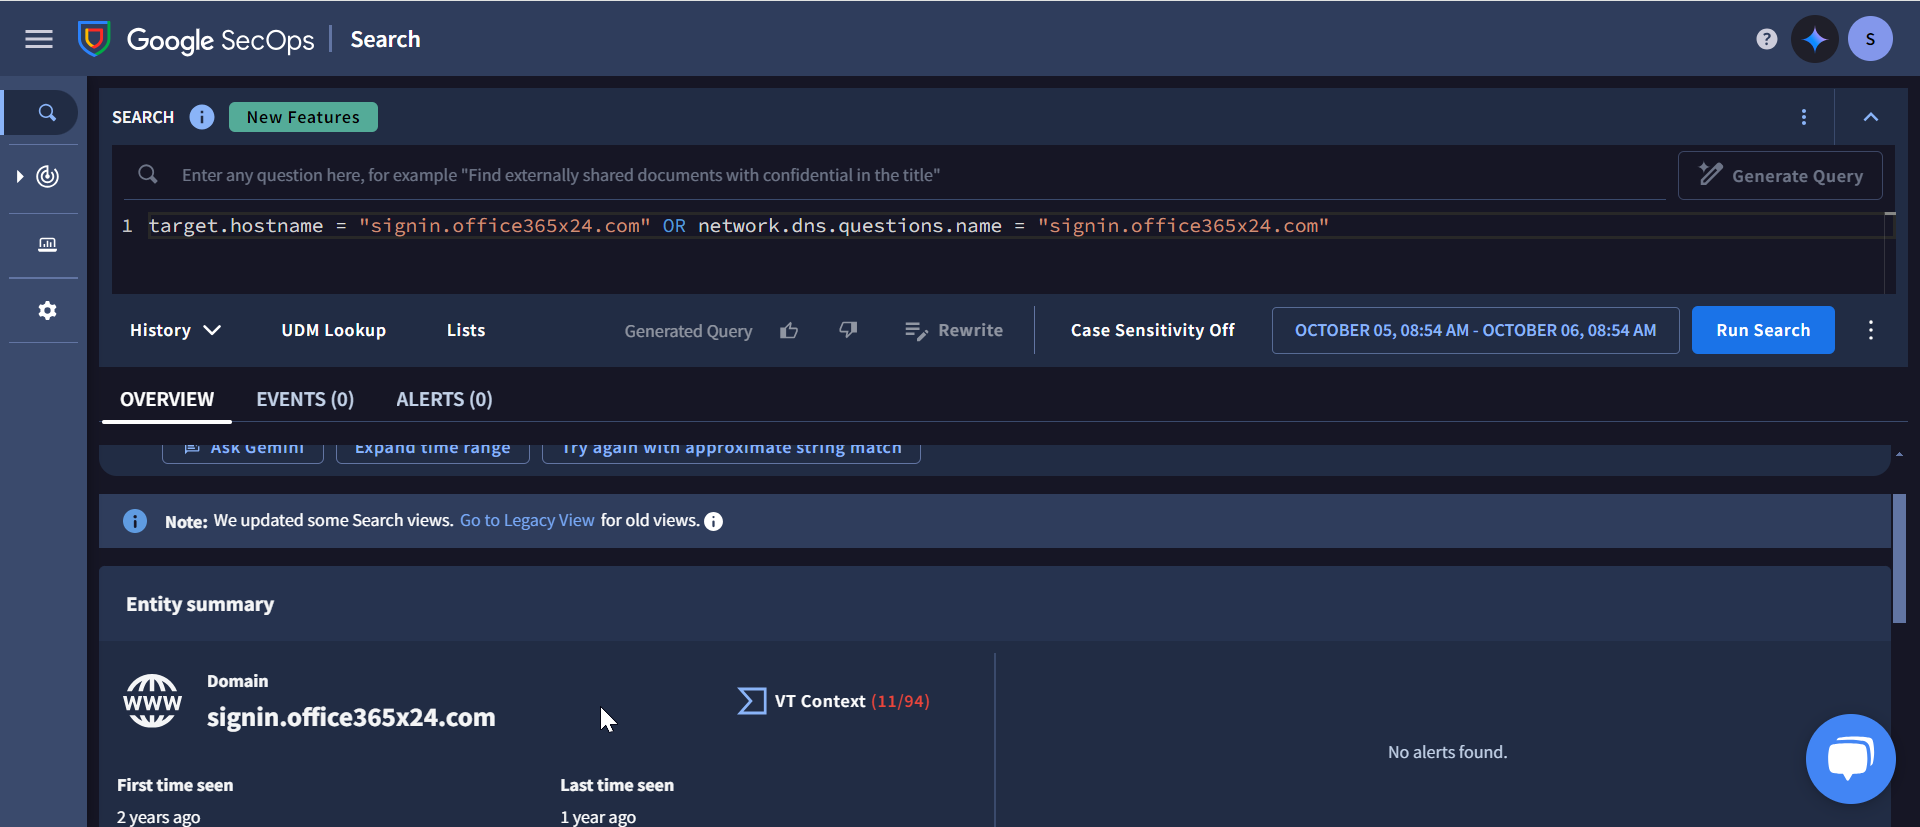 Google SecOps | Search
?
S
SEARCH i New Features
Enter any question here, for example "Find externally shared documents with confidential in the title"
Generate Query
1 target.hostname = "signin.office365x24.com" OR network.dns.questions.name = "signin.office365x24.com"
History UDM Lookup Lists Generated Query Rewrite Case Sensitivity Off OCTOBER 05, 08:54 AM - OCTOBER 06, 08:54 AM Run Search
OVERVIEW EVENTS (0) ALERTS (0)
Ask Gemini Expand time range Try again with approximate string match
Note: We updated some Search views. Go to Legacy View for old views.
Entity summary
WWW
Domain
signin.office365x24.com
VT Context (11/94)
First time seen
2 years ago
Last time seen
1 year ago
No alerts found.